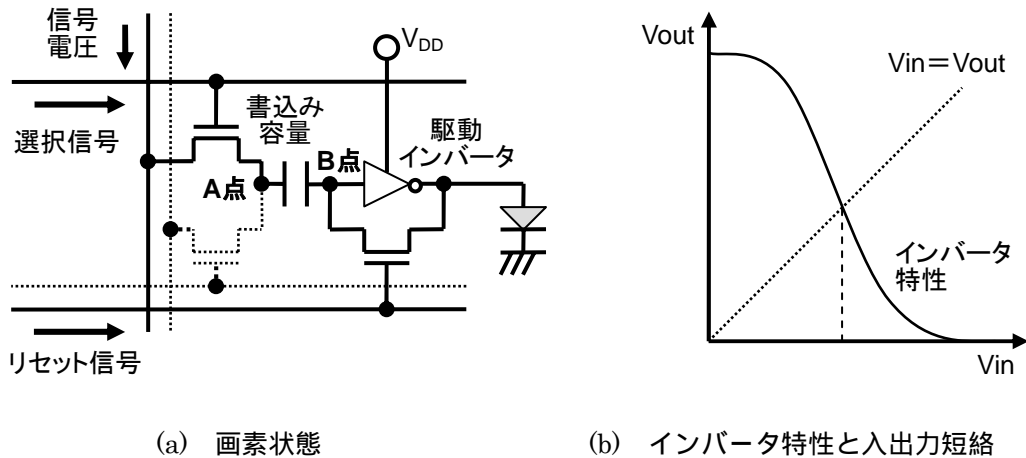 信号
電圧
VDD
選択信号
書込み
容量
A点
B点
駆動
インバータ
リセット信号
(a) 画素状態
Vout
Vin＝Vout
インバータ
特性
Vin
(b) インバータ特性と入出力短絡